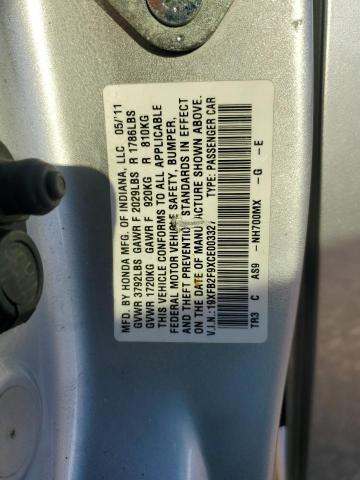 MFD. BY HONDA MFG. OF INDIANA, LLC 05/11
GVWR 3792LBS GAWR F 2029LBS R 1786LBS
GVWR 1720KG GAWR F 920KG R 810KG
THIS VEHICLE CONFORMS TO ALL APPLICABLE
FEDERAL MOTOR VEHICLE SAFETY, BUMPER,
AND THEFT PREVENTION STANDARDS IN EFFECT
ON THE DATE OF MANUFACTURE SHOWN ABOVE.
V.I.N.: 19XFB2F9XCE003327 TYPE: PASSENGER CAR
TR3 C AS9 - NH700MX - G - E